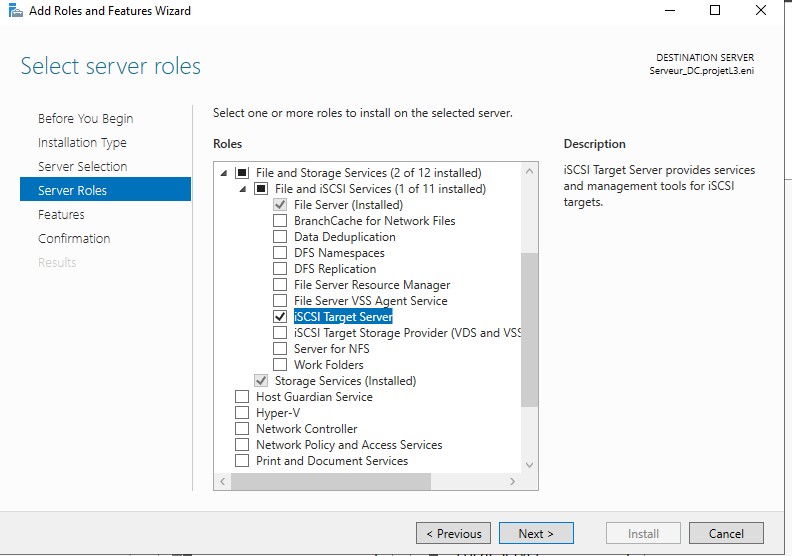 Add Roles and Features Wizard
Select server roles
DESTINATION SERVER
Serveur_DC.projetL3.eni
Before You Begin
Installation Type
Server Selection
Server Roles
Features
Confirmation
Results
Select one or more roles to install on the selected server.
Roles
File and Storage Services (2 of 12 installed)
File and iSCSI Services (1 of 11 installed)
File Server (Installed)
BranchCache for Network Files
Data Deduplication
DFS Namespaces
DFS Replication
File Server Resource Manager
File Server VSS Agent Service
iSCSI Target Server
iSCSI Target Storage Provider (VDS and VSS
Server for NFS
Work Folders
Storage Services (Installed)
Host Guardian Service
Hyper-V
Network Controller
Network Policy and Access Services
Print and Document Services
Description
iSCSI Target Server provides services
and management tools for iSCSI
targets.
< Previous
Next >
Install
Cancel